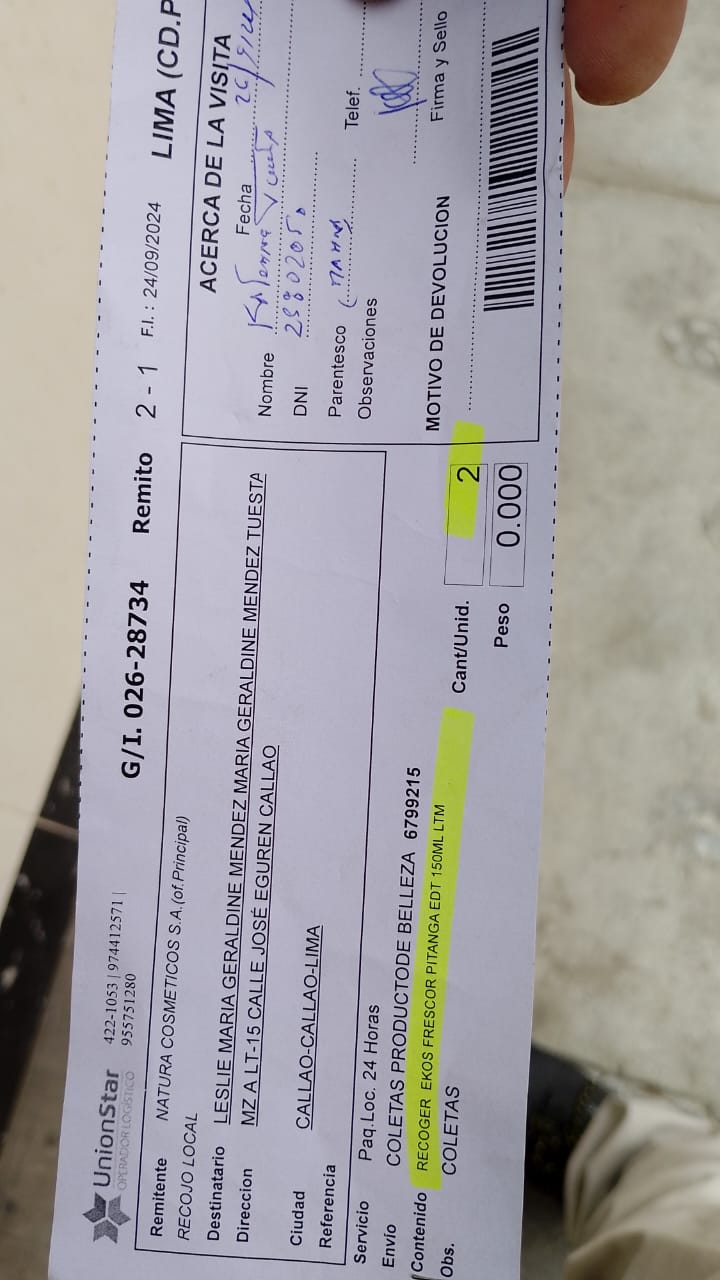 UnionStar
OPERADOR LOGÍSTICO
422-1053 | 974412571 |
955751280
G/I. 026-28734 Remito 2 - 1 F.I.: 24/09/2024 LIMA (CD.P
Remitente NATURA COSMETICOS S.A.(of.Principal)
RECOJO LOCAL
Destinatario LESLIE MARIA GERALDINE MENDEZ MARIA GERALDINE MENDEZ TUESTA
Direccion MZ A LT-15 CALLE JOSÉ EGUREN CALLAO
Ciudad CALLAO-CALLAO-LIMA
Referencia
Servicio Paq.Loc. 24 Horas
Envío COLETAS PRODUCTODE BELLEZA 6799215
Contenido RECOGER EKOS FRESCOR PITANGA EDT 150ML LTM
Obs. COLETAS
Cant/Unid. 2
Peso 0.000
ACERCA DE LA VISITA
Fecha
Nombre
DNI
Parentesco Telef.
Observaciones
Firma y Sello
MOTIVO DE DEVOLUCION